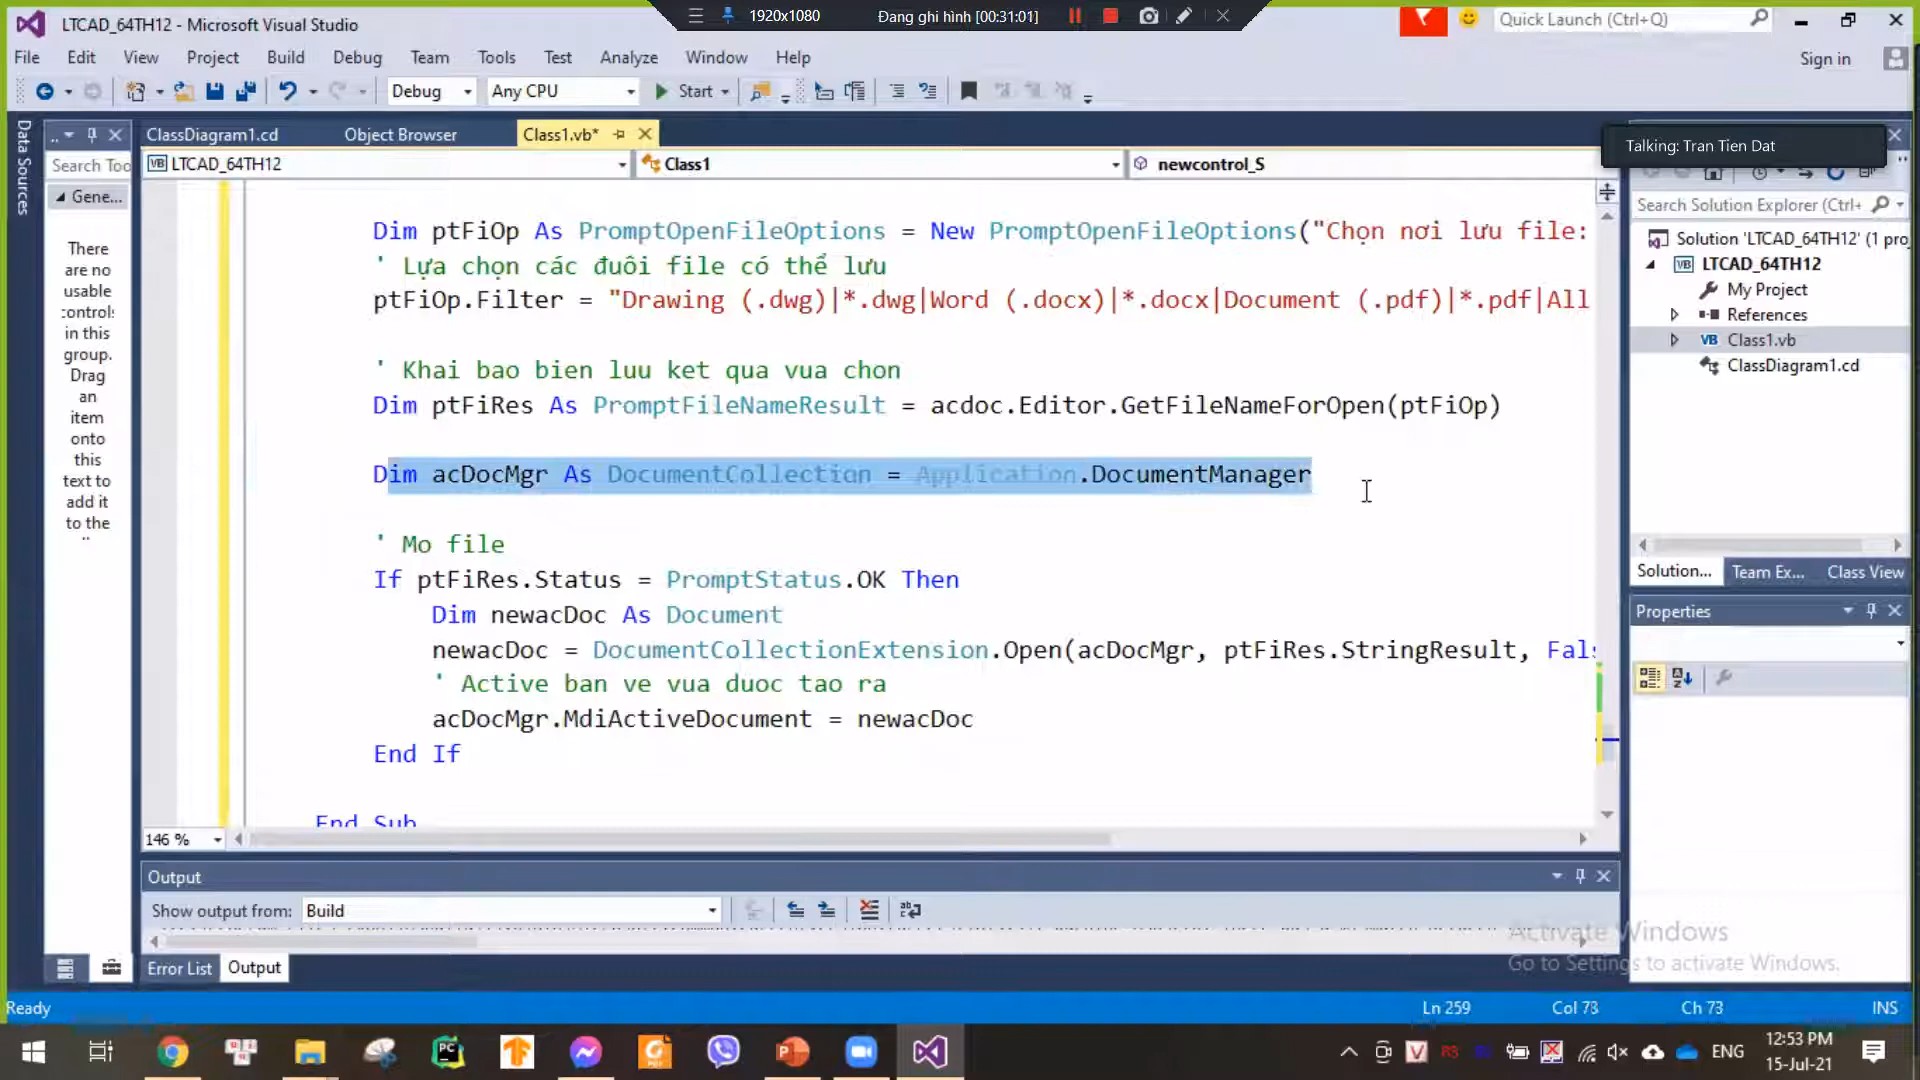 LTCAD_64TH12 - Microsoft Visual Studio
1920x1080
Đang ghi hình [00:31:01]
Quick Launch (Ctrl+Q)
File Edit View Project Build Debug Team Tools Test Analyze Window Help
Sign in
Debug Any CPU Start
Data Sources
ClassDiagram1.cd Object Browser Class1.vb*
Talking: Tran Tien Dat
Search Too
LTCAD_64TH12 Class1 newcontrol_S
Gene...
There
are no
usable
controls
in this
group.
Drag
an
item
onto
this
text to
add it
to the
Dim ptFiOp As PromptOpenFileOptions = New PromptOpenFileOptions("Chọn nơi lưu file:
' Lựa chọn các đuôi file có thể lưu
ptFiOp.Filter = "Drawing (.dwg)|*.dwg|Word (.docx)|*.docx|Document (.pdf)|*.pdf|All
' Khai bao bien luu ket qua vua chon
Dim ptFiRes As PromptFileNameResult = acdoc.Editor.GetFileNameForOpen(ptFiOp)
Dim acDocMgr As DocumentCollection = Application.DocumentManager
' Mo file
If ptFiRes.Status = PromptStatus.OK Then
Dim newacDoc As Document
newacDoc = DocumentCollectionExtension.Open(acDocMgr, ptFiRes.StringResult, Fals
' Active ban ve vua duoc tao ra
acDocMgr.MdiActiveDocument = newacDoc
End If
End Sub
146 %
Search Solution Explorer (Ctrl+
Solution 'LTCAD_64TH12' (1 proj
LTCAD_64TH12
My Project
References
Class1.vb
ClassDiagram1.cd
Solution... Team Ex... Class View
Properties
Output
Show output from: Build
Error List Output
Activate Windows
Go to Settings to activate Windows.
Ready
Ln 259 Col 73 Ch 73 INS
ENG
12:53 PM
15-Jul-21